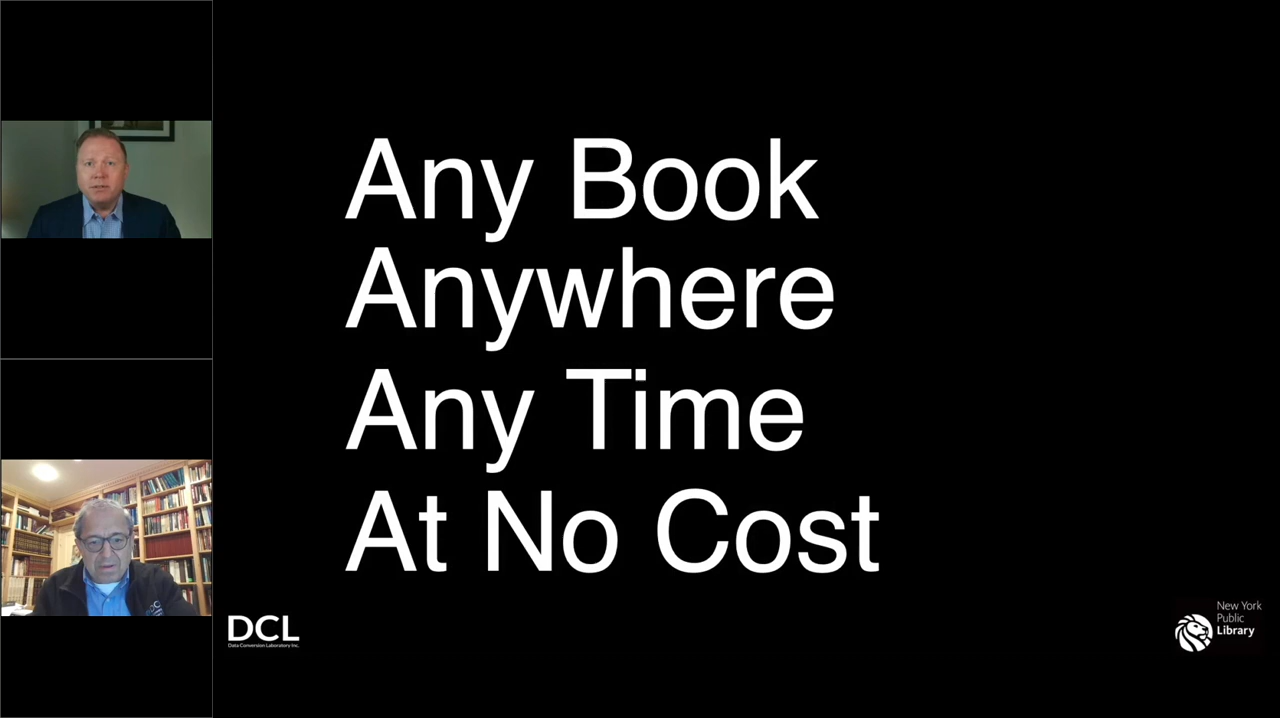 Any Book
Anywhere
Any Time
At No Cost
DCL
Data Conversion Laboratory Inc.
New York
Public
Library